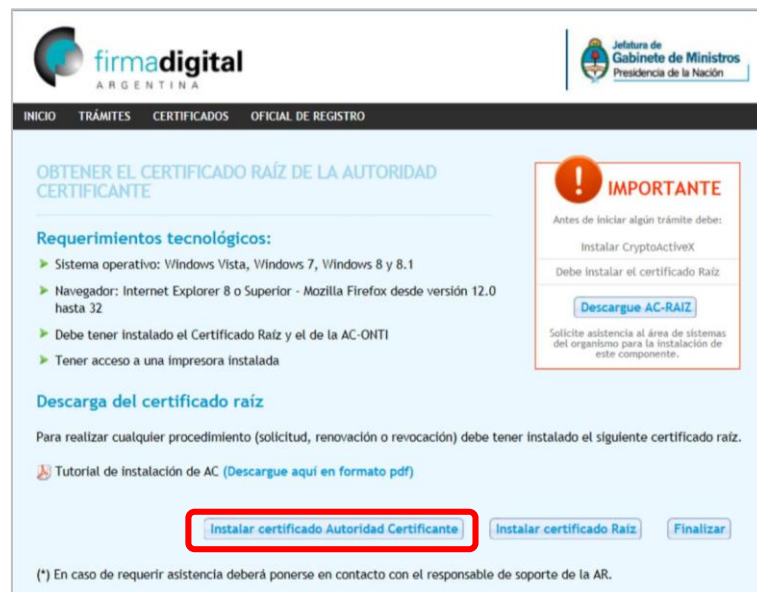 firmadigital
ARGENTINA
Jefatura de
Gabinete de Ministros
Presidencia de la Nación
INICIO TRÁMITES CERTIFICADOS OFICIAL DE REGISTRO
OBTENER EL CERTIFICADO RAÍZ DE LA AUTORIDAD
CERTIFICANTE
Requerimientos tecnológicos:
Sistema operativo: Windows Vista, Windows 7, Windows 8 y 8.1
Navegador: Internet Explorer 8 o Superior - Mozilla Firefox desde versión 12.0
hasta 32
Debe tener instalado el Certificado Raíz y el de la AC-ONTI
Tener acceso a una impresora instalada
! IMPORTANTE
Antes de iniciar algún trámite debe:
Instalar CryptoActiveX
Debe instalar el certificado Raíz
Descargue AC-RAIZ
Solicite asistencia al área de sistemas
del organismo para la instalación de
este componente.
Descarga del certificado raíz
Para realizar cualquier procedimiento (solicitud, renovación o revocación) debe tener instalado el siguiente certificado raíz.
Tutorial de instalación de AC (Descargue aquí en formato pdf)
Instalar certificado Autoridad Certificante Instalar certificado Raíz Finalizar
(*) En caso de requerir asistencia deberá ponerse en contacto con el responsable de soporte de la AR.